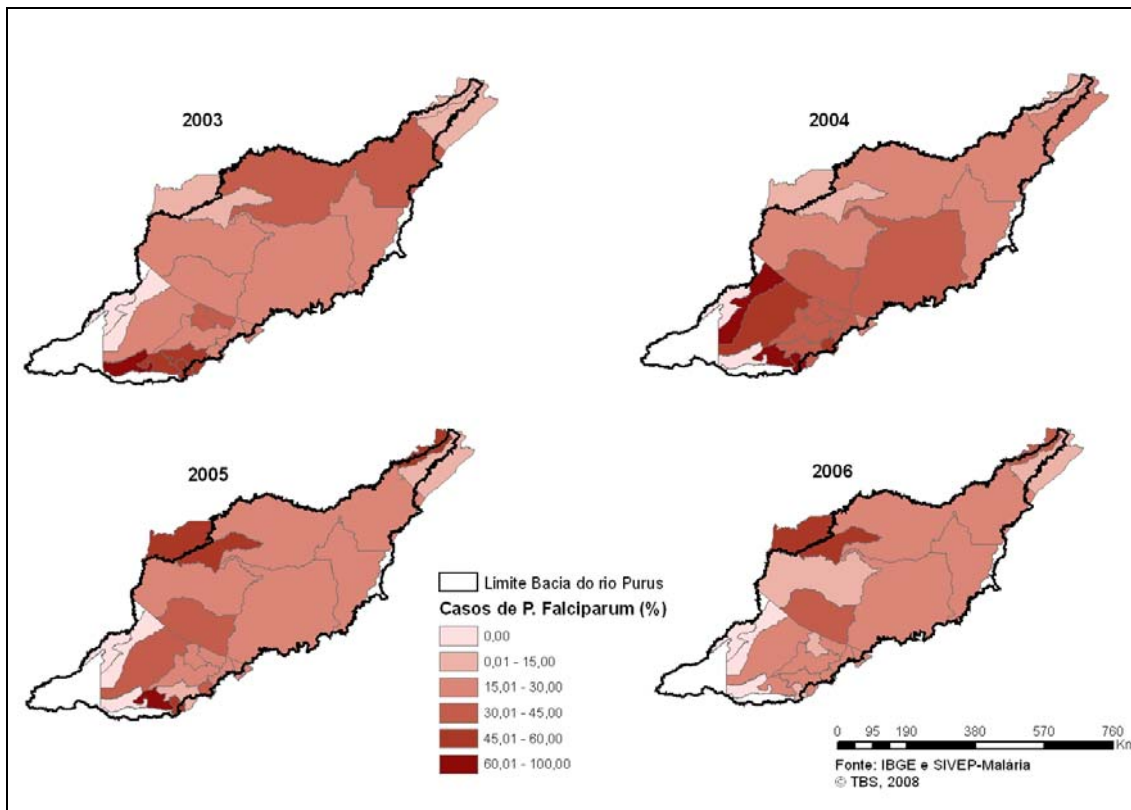 2003
2004
2005
2006
Limite Bacia do rio Purus
Casos de P. Falciparum (%)
0,00
0,01 - 15,00
15,01 - 30,00
30,01 - 45,00
45,01 - 60,00
60,01 - 100,00
0 95 190 380 570 760
Km
Fonte: IBGE e SIVEP-Malária
© TBS, 2008